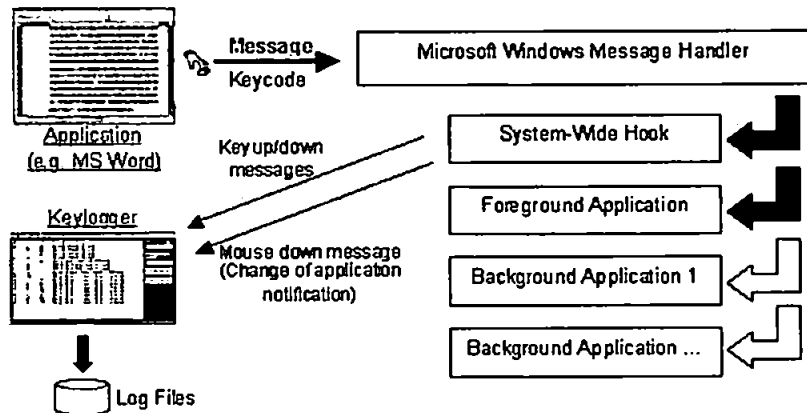 Message
Keycode
Microsoft Windows Message Handler
Application
(e.g. MS Word)
System-Wide Hook
Key up/down
messages
Foreground Application
Keylogger
Mouse down message
(Change of application
notification)
Background Application 1
Background Application ...
Log Files